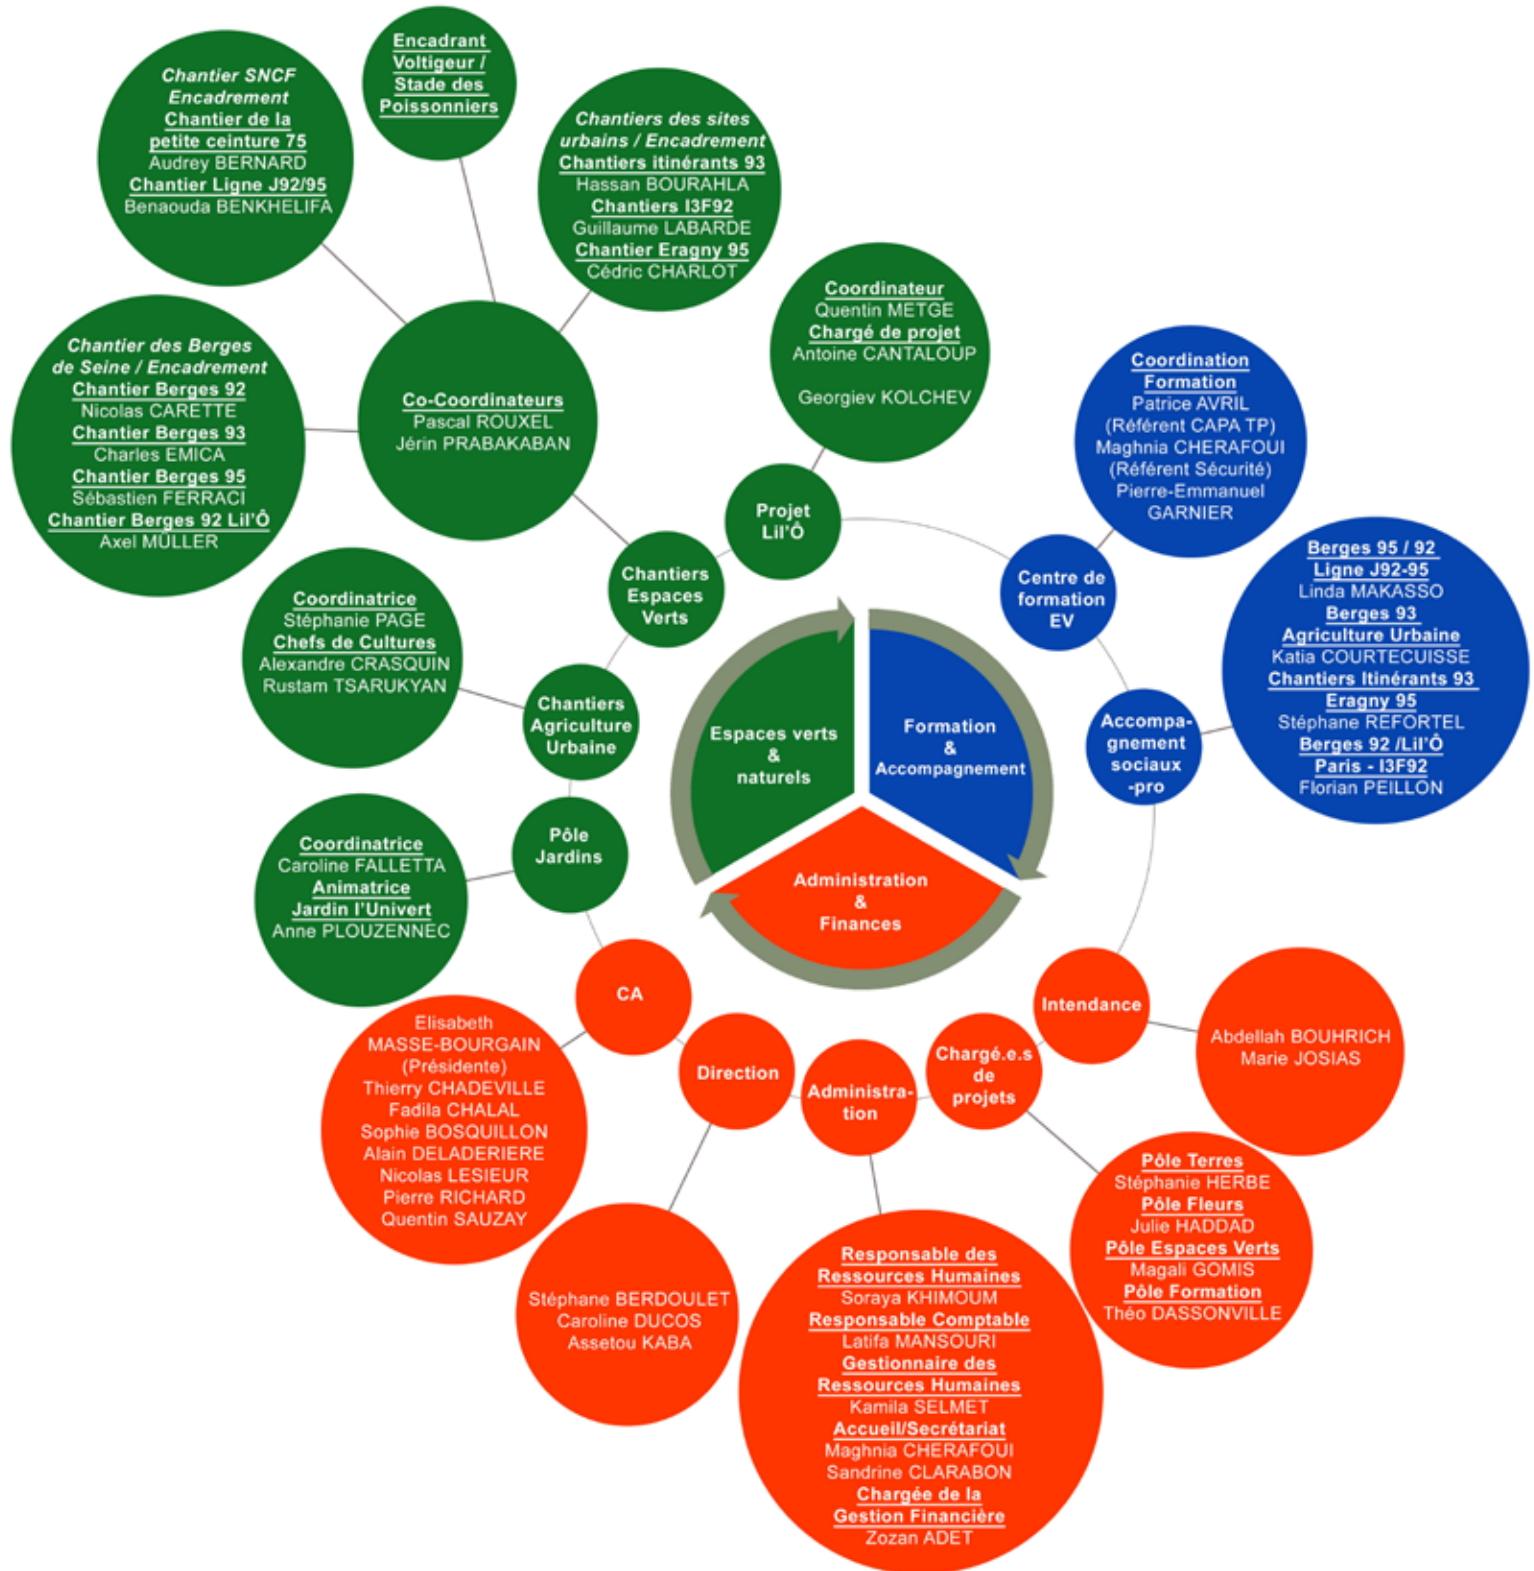 Chantier SNCF
Encadrement
Chantier de la
petite ceinture 75
Audrey BERNARD
Chantier Ligne J92/95
Benaouda BENKHELIFA
Encadrant
Voltigeur /
Stade des
Poissonniers
Chantiers des sites
urbains / Encadrement
Chantiers itinérants 93
Hassan BOURAHLA
Chantiers I3F92
Guillaume LABARDE
Chantier Eragny 95
Cédric CHARLOT
Chantier des Berges
de Seine / Encadrement
Chantier Berges 92
Nicolas CARETTE
Chantier Berges 93
Charles EMICA
Chantier Berges 95
Sébastien FERRACI
Chantier Berges 92 Lil'Ô
Axel MÜLLER
Co-Coordinateurs
Pascal ROUXEL
Jérin PRABAKABAN
Coordinateur
Quentin METGE
Chargé de projet
Antoine CANTALOUP
Georgiev KOLCHEV
Projet
Lil'Ô
Chantiers
Espaces
Verts
Coordinatrice
Stéphanie PAGE
Chefs de Cultures
Alexandre CRASQUIN
Rustam TSARUKYAN
Chantiers
Agriculture
Urbaine
Coordinatrice
Caroline FALLETTA
Animatrice
Jardin l'Univert
Anne PLOUZENNEC
Pôle
Jardins
Coordination
Formation
Patrice AVRIL
(Référent CAPA TP)
Maghnia CHERAFOUI
(Référent Sécurité)
Pierre-Emmanuel
GARNIER
Centre de
formation
EV
Berges 95 / 92
Ligne J92-95
Linda MAKASSO
Berges 93
Agriculture Urbaine
Katia COURTECUISSE
Chantiers Itinérants 93
Eragny 95
Stéphane REFORTEL
Berges 92 /Lil'Ô
Paris - I3F92
Florian PEILLON
Accompa-
gnement
sociaux
-pro
Espaces verts
&
naturels
Formation
&
Accompagnement
Administration
&
Finances
CA
Elisabeth
MASSE-BOURGAIN
(Présidente)
Thierry CHADEVILLE
Fadila CHALAL
Sophie BOSQUILLON
Alain DELADERIERE
Nicolas LESIEUR
Pierre RICHARD
Quentin SAUZAY
Direction
Stéphane BERDOULET
Caroline DUCOS
Assetou KABA
Administra-
tion
Responsable des
Ressources Humaines
Soraya KHIMOUM
Responsable Comptable
Latifa MANSOURI
Gestionnaire des
Ressources Humaines
Kamila SELMET
Accueil/Secrétariat
Maghnia CHERAFOUI
Sandrine CLARABON
Chargée de la
Gestion Financière
Zozan ADET
Chargé.e.s
de
projets
Pôle Terres
Stéphanie HERBE
Pôle Fleurs
Julie HADDAD
Pôle Espaces Verts
Magali GOMIS
Pôle Formation
Théo DASSONVILLE
Intendance
Abdellah BOUHRICH
Marie JOSIAS